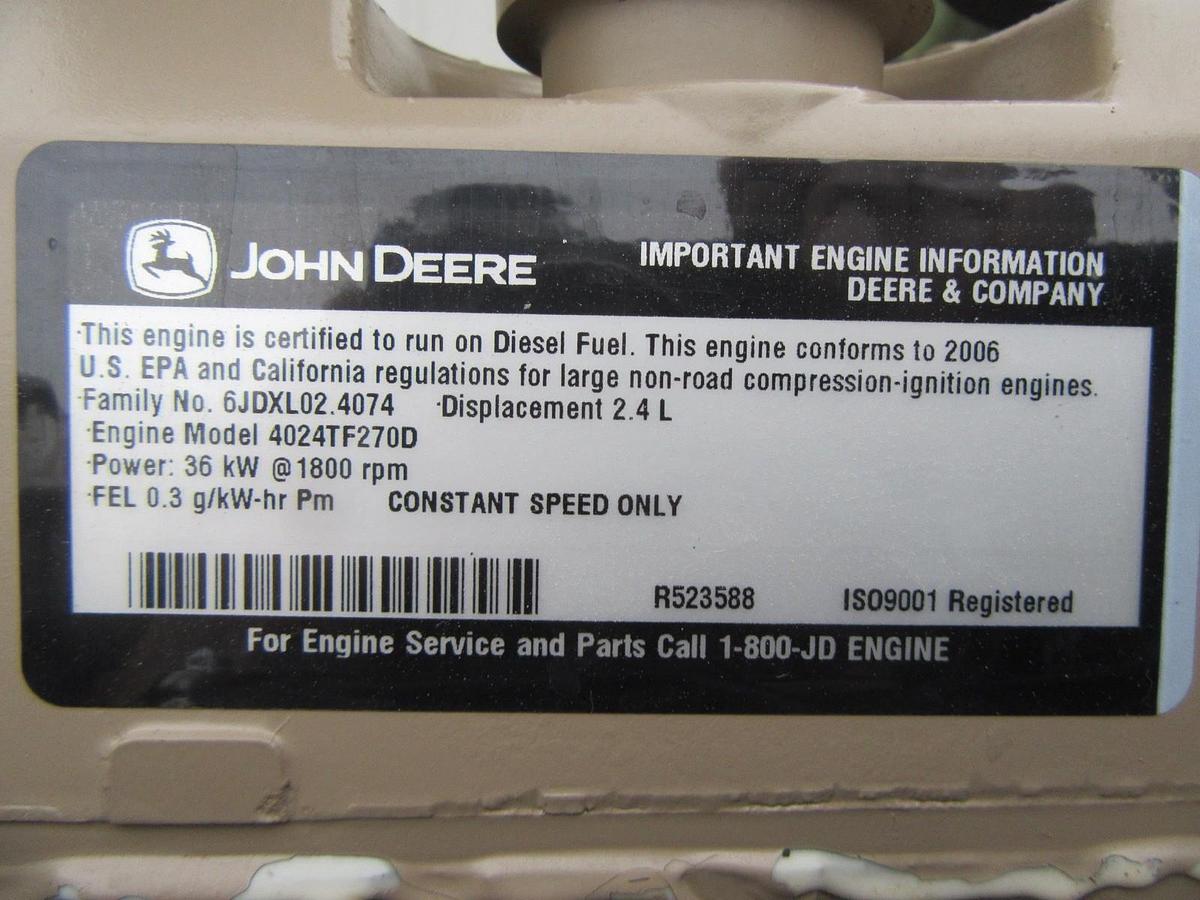 JOHN DEERE
IMPORTANT ENGINE INFORMATION
DEERE & COMPANY
·This engine is certified to run on Diesel Fuel. This engine conforms to 2006
U.S. EPA and California regulations for large non-road compression-ignition engines.
·Family No. 6JDXL02.4074 ·Displacement 2.4 L
·Engine Model 4024TF270D
·Power: 36 kW @1800 rpm
·FEL 0.3 g/kW-hr Pm CONSTANT SPEED ONLY
R523588 ISO9001 Registered
For Engine Service and Parts Call 1-800-JD ENGINE